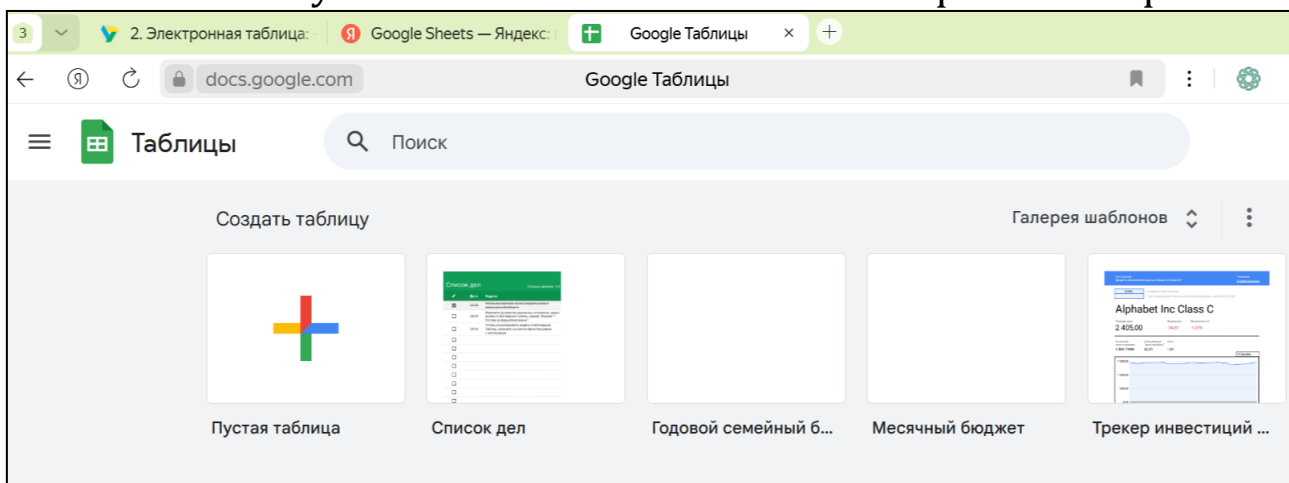 3
2. Электронная таблица:
Google Sheets — Яндекс:
Google Таблицы
docs.google.com
Google Таблицы
Таблицы
Поиск
Создать таблицу
Галерея шаблонов
Список дел
Alphabet Inc Class C
2 405,00
Пустая таблица
Список дел
Годовой семейный б...
Месячный бюджет
Трекер инвестиций ...